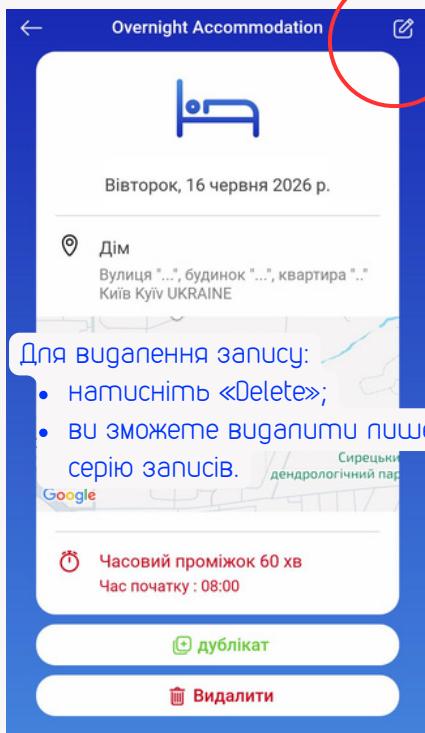 Overnight Accommodation
Вівторок, 16 червня 2026 р.
Дім
Вулиця "...", будинок "...", квартира ".."
Київ Kyïv UKRAINE
Для видалення запису:
• натисніть «Delete»;
• ви зможете видалити лише
серію записів.
Сирецьки
дендрологічний пар
Google
Часовий проміжок 60 хв
Час початку : 08:00
дублікат
Видалити